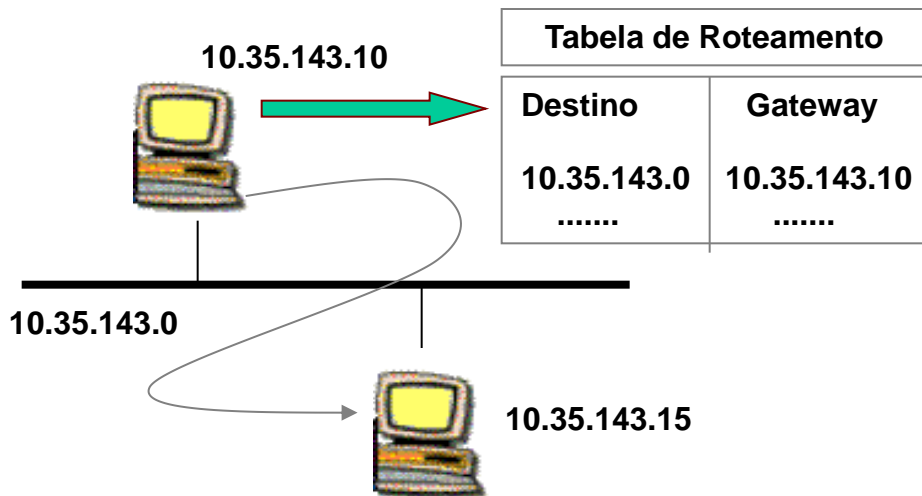 Tabela de Roteamento
10.35.143.10
Destino Gateway
10.35.143.0 10.35.143.10
....... .......
10.35.143.0
10.35.143.15